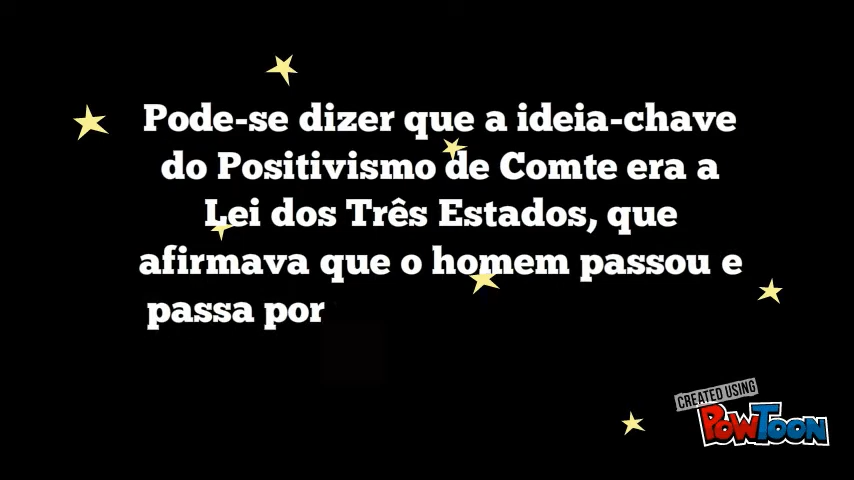 Pode-se dizer que a ideia-chave
do Positivismo de Comte era a
Lei dos Três Estados, que
afirmava que o homem passou e
passa por
CREATED USING
POWTOON